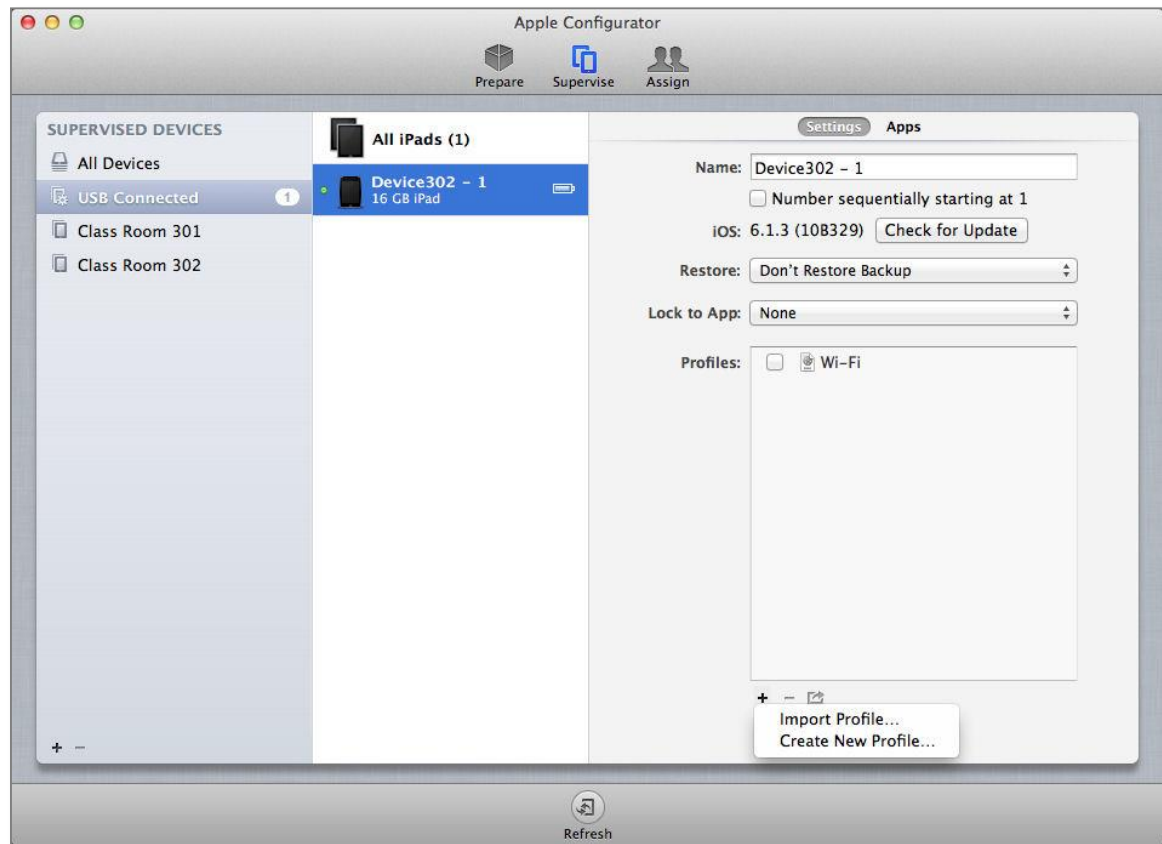 Apple Configurator
Prepare Supervise Assign
SUPERVISED DEVICES
All Devices
USB Connected 1
Class Room 301
Class Room 302
All iPads (1)
Device302 – 1
16 GB iPad
Settings Apps
Name: Device302 – 1
Number sequentially starting at 1
iOS: 6.1.3 (10B329) Check for Update
Restore: Don't Restore Backup
Lock to App: None
Profiles: Wi-Fi
+ –
Import Profile...
Create New Profile...
+ –
Refresh